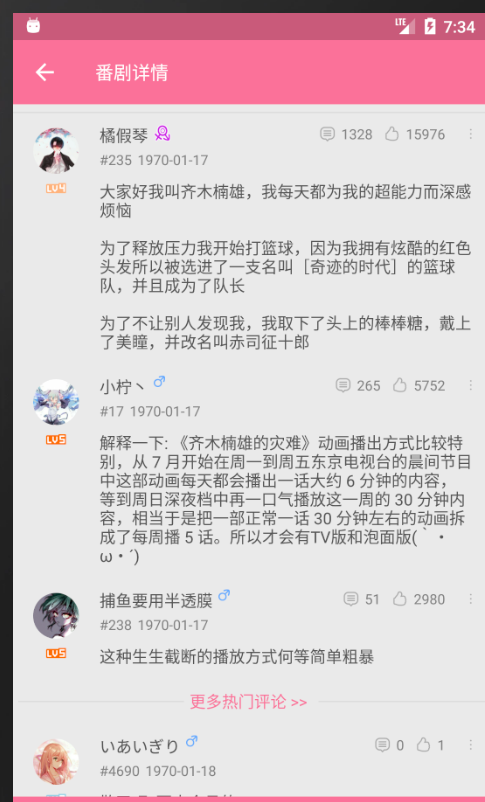 LTE 7:34
番剧详情
橘假琴 1328 15976
#235 1970-01-17
LV4
大家好我叫齐木楠雄，我每天都为我的超能力而深感
烦恼
为了释放压力我开始打篮球，因为我拥有炫酷的红色
头发所以被选进了一支名叫［奇迹的时代］的篮球
队，并且成为了队长
为了不让别人发现我，我取下了头上的棒棒糖，戴上
了美瞳，并改名叫赤司征十郎
小柠丶 265 5752
#17 1970-01-17
LV5
解释一下: 《齐木楠雄的灾难》动画播出方式比较特
别，从 7 月开始在周一到周五东京电视台的晨间节目
中这部动画每天都会播出一话大约 6 分钟的内容，
等到周日深夜档中再一口气播放这一周的 30 分钟内
容，相当于是把一部正常一话 30 分钟左右的动画拆
成了每周播 5 话。所以才会有TV版和泡面版(｀・
ω・´)
捕鱼要用半透膜 51 2980
#238 1970-01-17
LV5
这种生生截断的播放方式何等简单粗暴
更多热门评论 >>
いあいぎり 0 1
#4690 1970-01-18